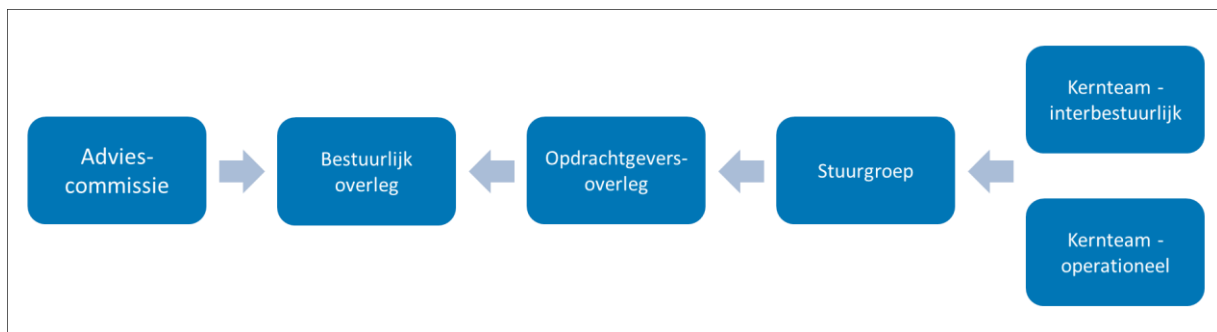 Advies-
commissie
Bestuurlijk
overleg
Opdrachtgevers-
overleg
Stuurgroep
Kernteam -
interbestuurlijk
Kernteam -
operationeel